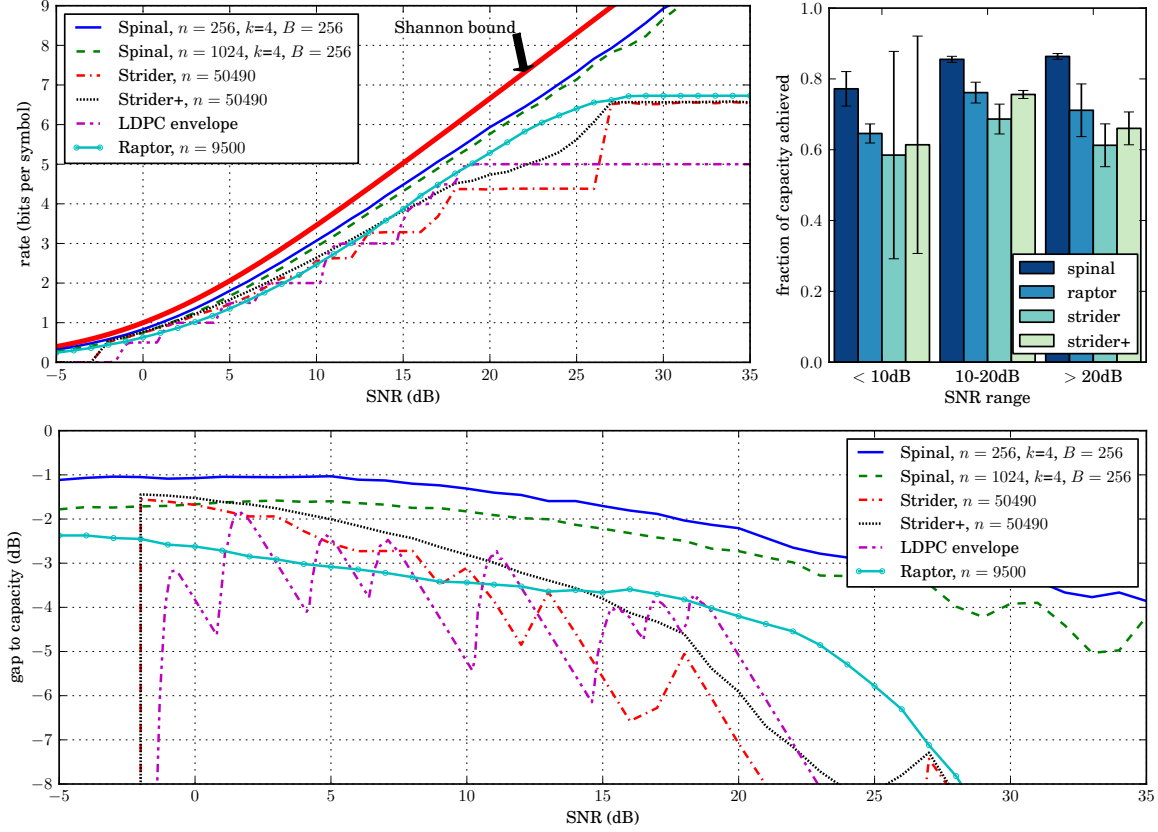 9
8
7
6
5
4
3
2
1
0
rate (bits per symbol)
Spinal, n = 256, k=4, B = 256
Spinal, n = 1024, k=4, B = 256
Strider, n = 50490
Strider+, n = 50490
LDPC envelope
Raptor, n = 9500
Shannon bound
−5 0 5 10 15 20 25 30 35
SNR (dB)
1.0
0.8
0.6
0.4
0.2
0.0
fraction of capacity achieved
spinal
raptor
strider
strider+
< 10dB 10-20dB > 20dB
SNR range
0
−1
−2
−3
−4
−5
−6
−7
−8
gap to capacity (dB)
Spinal, n = 256, k=4, B = 256
Spinal, n = 1024, k=4, B = 256
Strider, n = 50490
Strider+, n = 50490
LDPC envelope
Raptor, n = 9500
−5 0 5 10 15 20 25 30 35
SNR (dB)